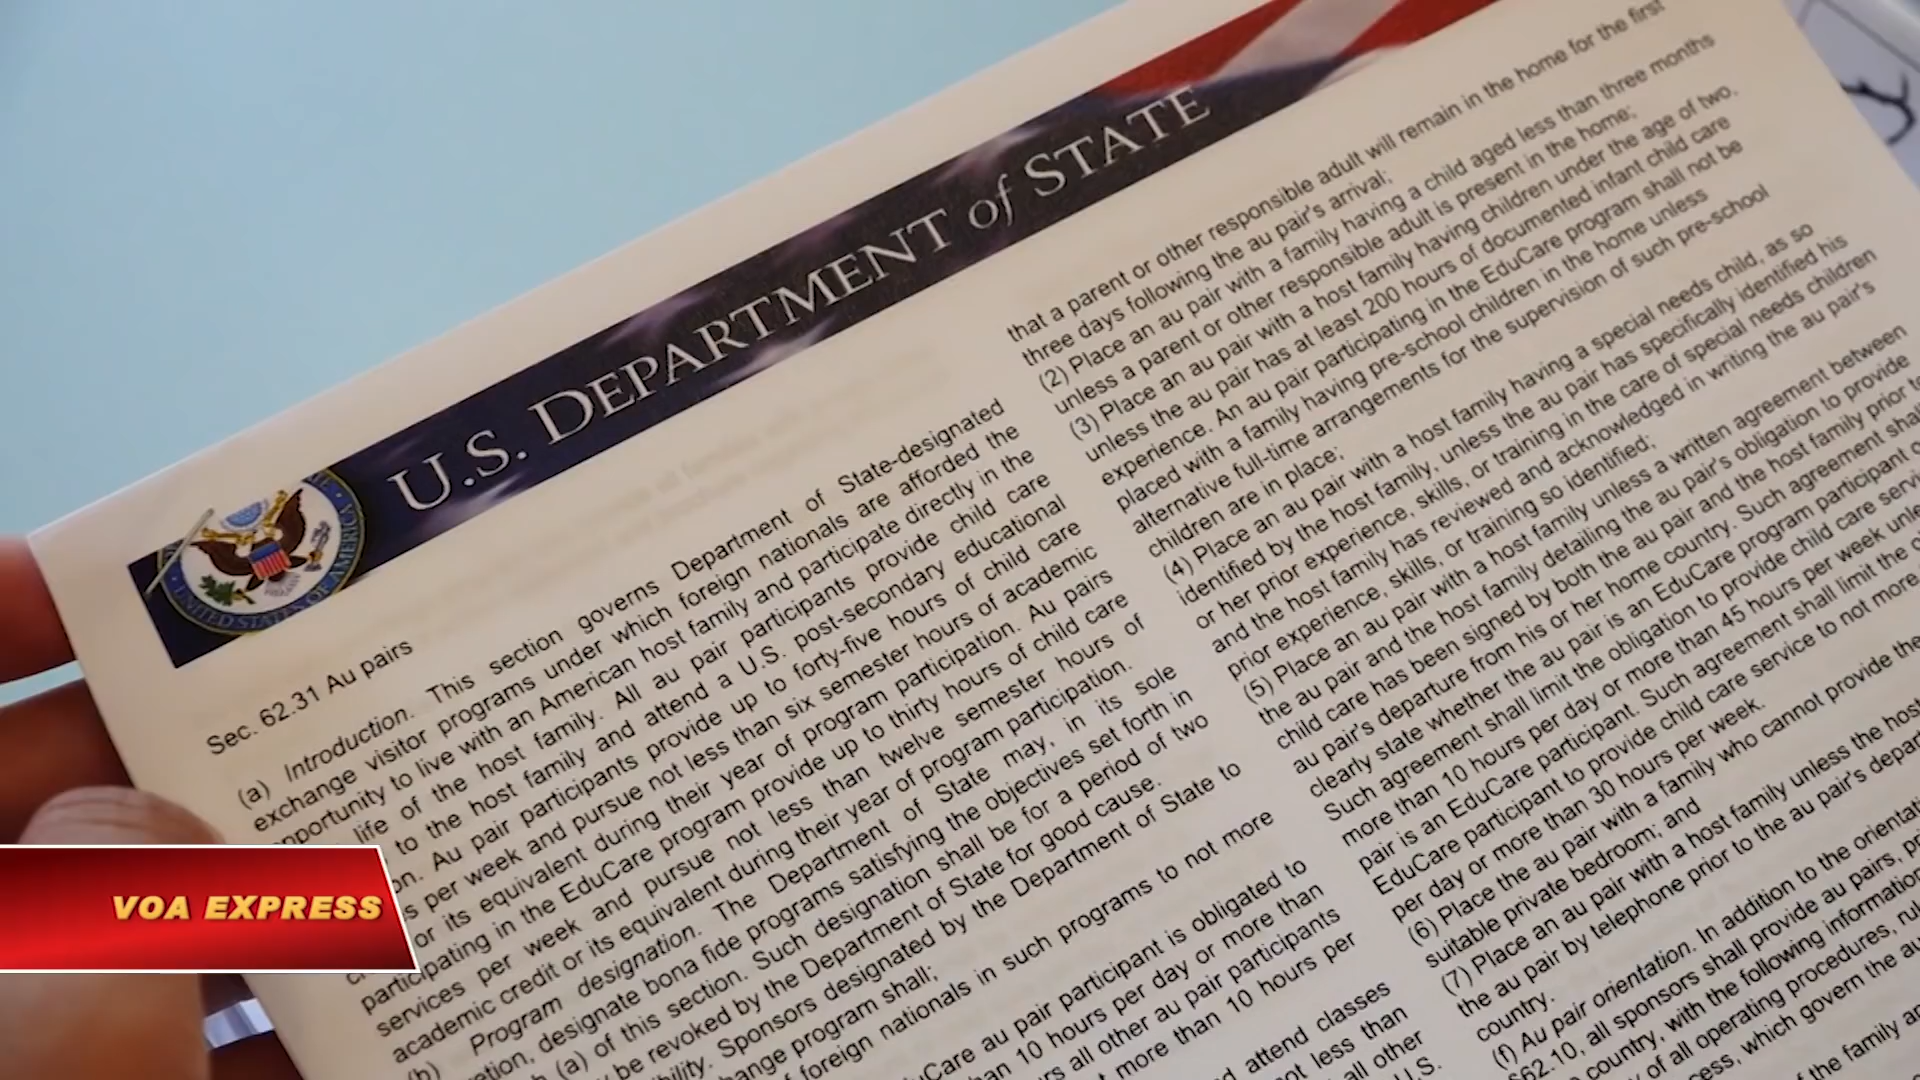 U.S. DEPARTMENT of STATE
UNITED STATES OF AMERICA
Sec. 62.31 Au pairs
(a) Introduction. This section governs Department of State-designated
exchange visitor programs under which foreign nationals are afforded the
opportunity to live with an American host family and participate directly in the
life of the host family. All au pair participants provide child care
to the host family and attend a U.S. post-secondary educational
on. Au pair participants provide up to forty-five hours of child care
s per week and pursue not less than six semester hours of academic
or its equivalent during their year of program participation. Au pairs
participating in the EduCare program provide up to thirty hours of child care
services per week and pursue not less than twelve semester hours of
academic credit or its equivalent during their year of program participation.
(b) Program designation. The Department of State may, in its sole
etion, designate bona fide programs satisfying the objectives set forth in
(a) of this section. Such designation shall be for a period of two
be revoked by the Department of State for good cause.
ibility. Sponsors designated by the Department of State to
hange program shall;
foreign nationals in such programs to not more
uCare au pair participant is obligated to
an 10 hours per day or more than
rs all other au pair participants
t more than 10 hours per
d attend classes
not less than
all other
U.S.
that a parent or other responsible adult will remain in the home for the first
three days following the au pair's arrival;
(2) Place an au pair with a family having a child aged less than three months
unless a parent or other responsible adult is present in the home;
(3) Place an au pair with a host family having children under the age of two.
unless the au pair has at least 200 hours of documented infant child care
experience. An au pair participating in the EduCare program shall not be
placed with a family having pre-school children in the home unless
alternative full-time arrangements for the supervision of such pre-school
children are in place;
(4) Place an au pair with a host family having a special needs child, as so
identified by the host family, unless the au pair has specifically identified his
or her prior experience, skills, or training in the care of special needs children
and the host family has reviewed and acknowledged in writing the au pair's
prior experience, skills, or training so identified;
(5) Place an au pair with a host family unless a written agreement between
the au pair and the host family detailing the au pair's obligation to provide
child care has been signed by both the au pair and the host family prior to
au pair's departure from his or her home country. Such agreement shall
clearly state whether the au pair is an EduCare program participant o
Such agreement shall limit the obligation to provide child care servi
more than 10 hours per day or more than 45 hours per week unle
pair is an EduCare participant. Such agreement shall limit the o
EduCare participant to provide child care service to not more
per day or more than 30 hours per week.
(6) Place the au pair with a family who cannot provide the
suitable private bedroom; and
(7) Place an au pair with a host family unless the host
the au pair by telephone prior to the au pair's depart
country.
(f) Au pair orientation. In addition to the orientati
§62.10, all sponsors shall provide au pairs, pri
country, with the following information
y of all operating procedures, rul
ess, which govern the au
of the family an
VOA EXPRESS